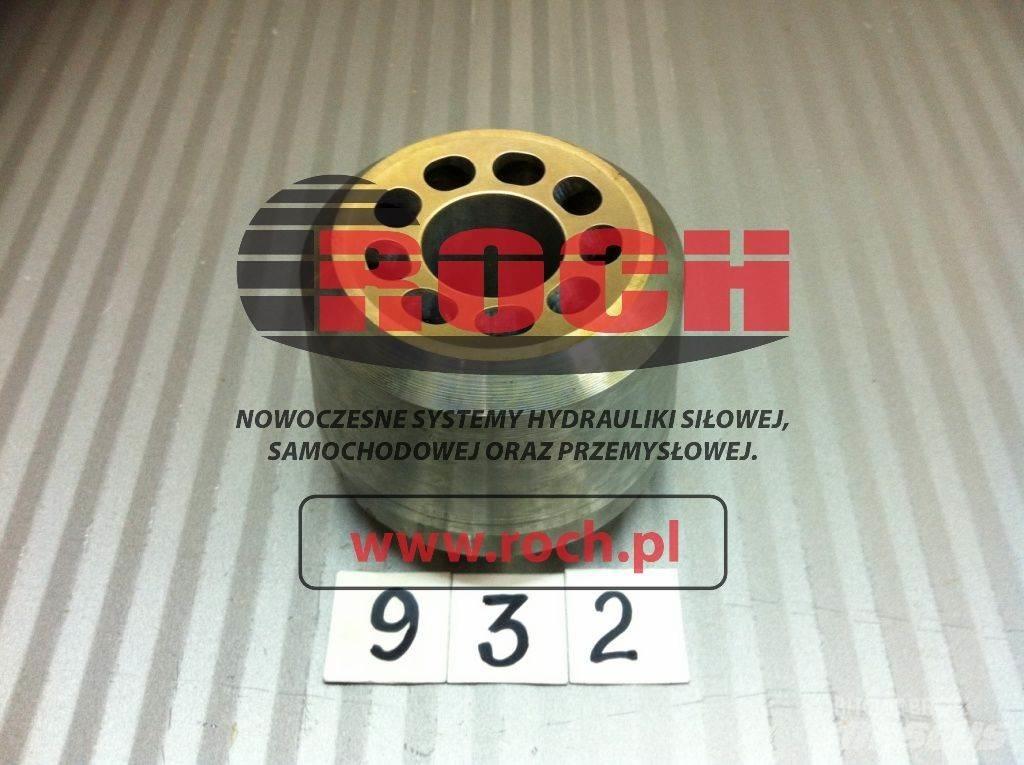 ROCH
NOWOCZESNE SYSTEMY HYDRAULIKI SIŁOWEJ,
SAMOCHODOWEJ ORAZ PRZEMYSŁOWEJ.
www.roch.pl
9 3 2